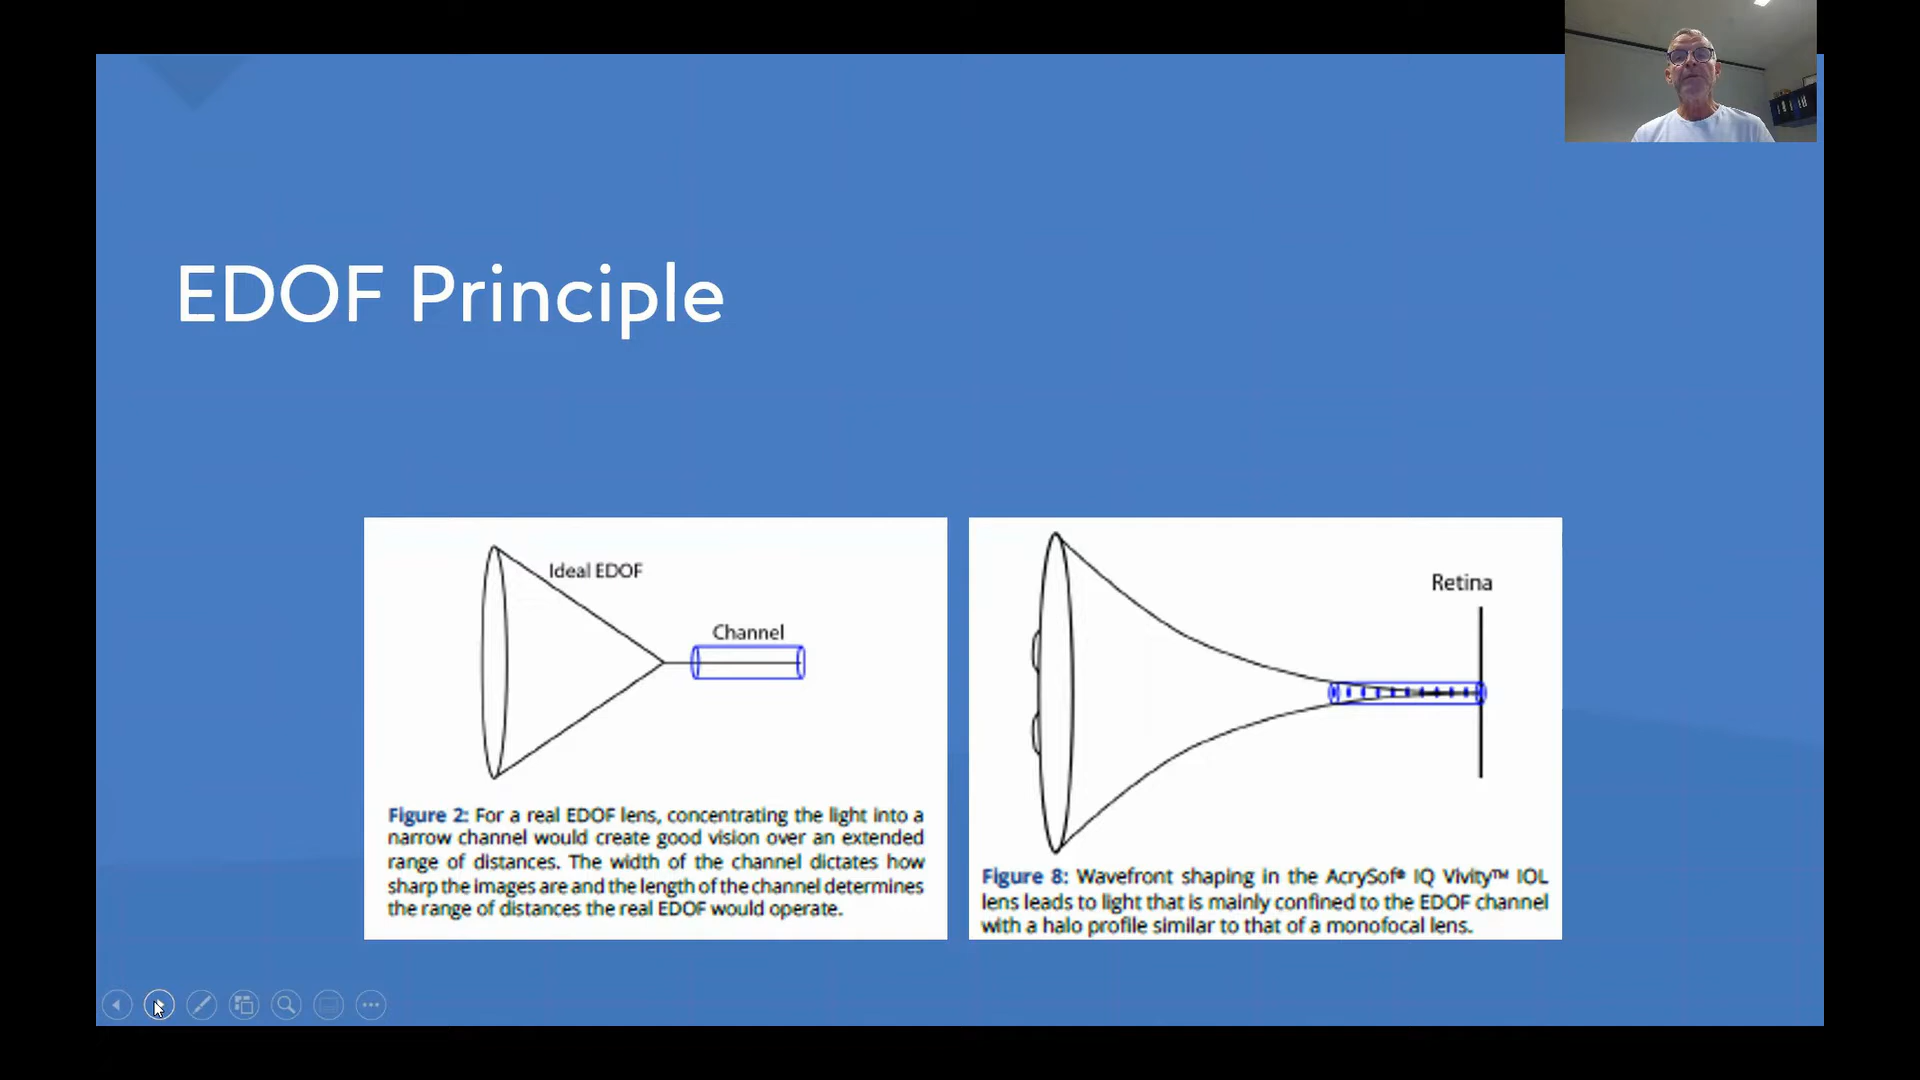 EDOF Principle
Ideal EDOF
Channel
Figure 2: For a real EDOF lens, concentrating the light into a
narrow channel would create good vision over an extended
range of distances. The width of the channel dictates how
sharp the images are and the length of the channel determines
the range of distances the real EDOF would operate.
Retina
Figure 8: Wavefront shaping in the AcrySof® IQ Vivity™ IOL
lens leads to light that is mainly confined to the EDOF channel
with a halo profile similar to that of a monofocal lens.